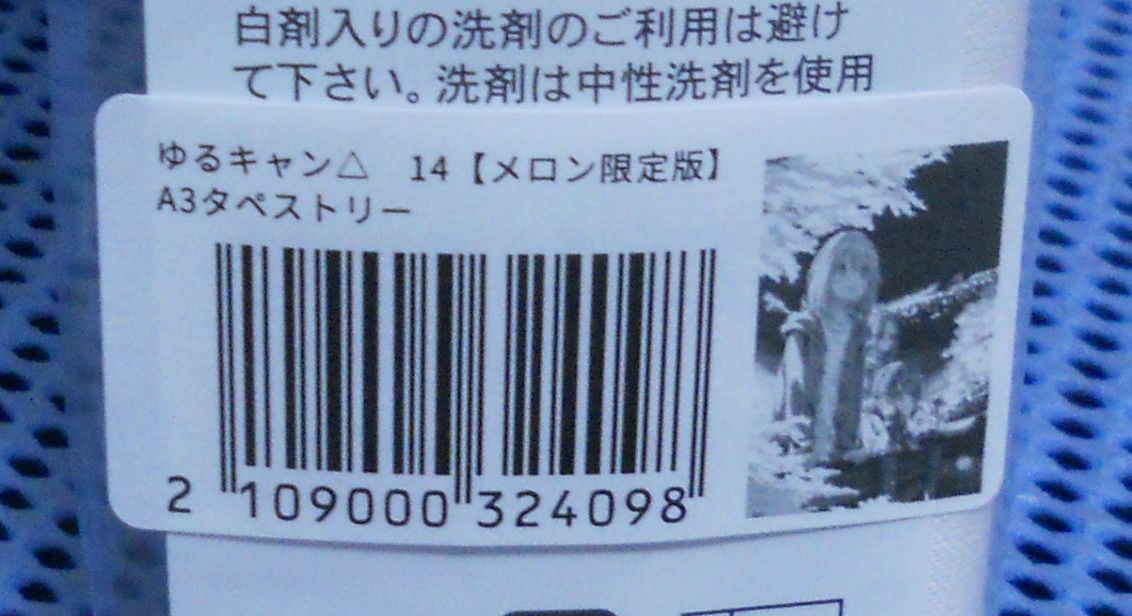 白剤入りの洗剤のご利用は避け
て下さい。洗剤は中性洗剤を使用
ゆるキャン△　14【メロン限定版】
A3タペストリー
2 109000 324098